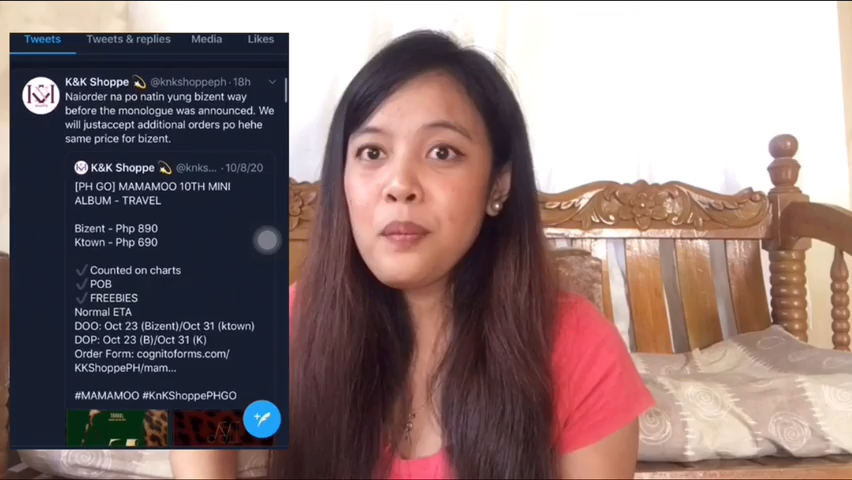 Tweets Tweets & replies Media Likes
K&K Shoppe @knkshoppeph · 18h
Naiorder na po natin yung bizent way
before the monologue was announced. We
will justaccept additional orders po hehe
same price for bizent.
K&K Shoppe @knks... · 10/8/20
[PH GO] MAMAMOO 10TH MINI
ALBUM - TRAVEL
Bizent - Php 890
Ktown - Php 690
✓Counted on charts
✓POB
✓FREEBIES
Normal ETA
DOO: Oct 23 (Bizent)/Oct 31 (ktown)
DOP: Oct 23 (B)/Oct 31 (K)
Order Form: cognitoforms.com/
KKShoppePH/mam...
#MAMAMOO #KnKShoppePHGO